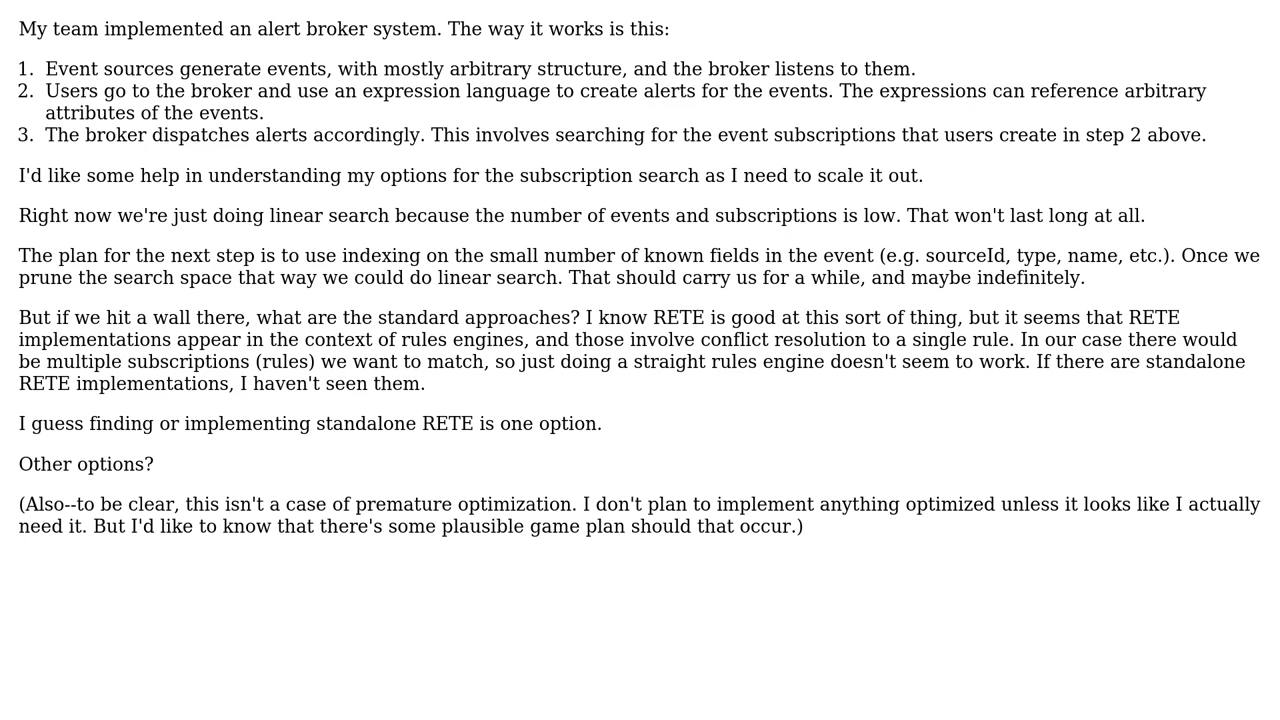 My team implemented an alert broker system. The way it works is this:
1. Event sources generate events, with mostly arbitrary structure, and the broker listens to them.
2. Users go to the broker and use an expression language to create alerts for the events. The expressions can reference arbitrary
attributes of the events.
3. The broker dispatches alerts accordingly. This involves searching for the event subscriptions that users create in step 2 above.
I'd like some help in understanding my options for the subscription search as I need to scale it out.
Right now we're just doing linear search because the number of events and subscriptions is low. That won't last long at all.
The plan for the next step is to use indexing on the small number of known fields in the event (e.g. sourceId, type, name, etc.). Once we
prune the search space that way we could do linear search. That should carry us for a while, and maybe indefinitely.
But if we hit a wall there, what are the standard approaches? I know RETE is good at this sort of thing, but it seems that RETE
implementations appear in the context of rules engines, and those involve conflict resolution to a single rule. In our case there would
be multiple subscriptions (rules) we want to match, so just doing a straight rules engine doesn't seem to work. If there are standalone
RETE implementations, I haven't seen them.
I guess finding or implementing standalone RETE is one option.
Other options?
(Also--to be clear, this isn't a case of premature optimization. I don't plan to implement anything optimized unless it looks like I actually
need it. But I'd like to know that there's some plausible game plan should that occur.)